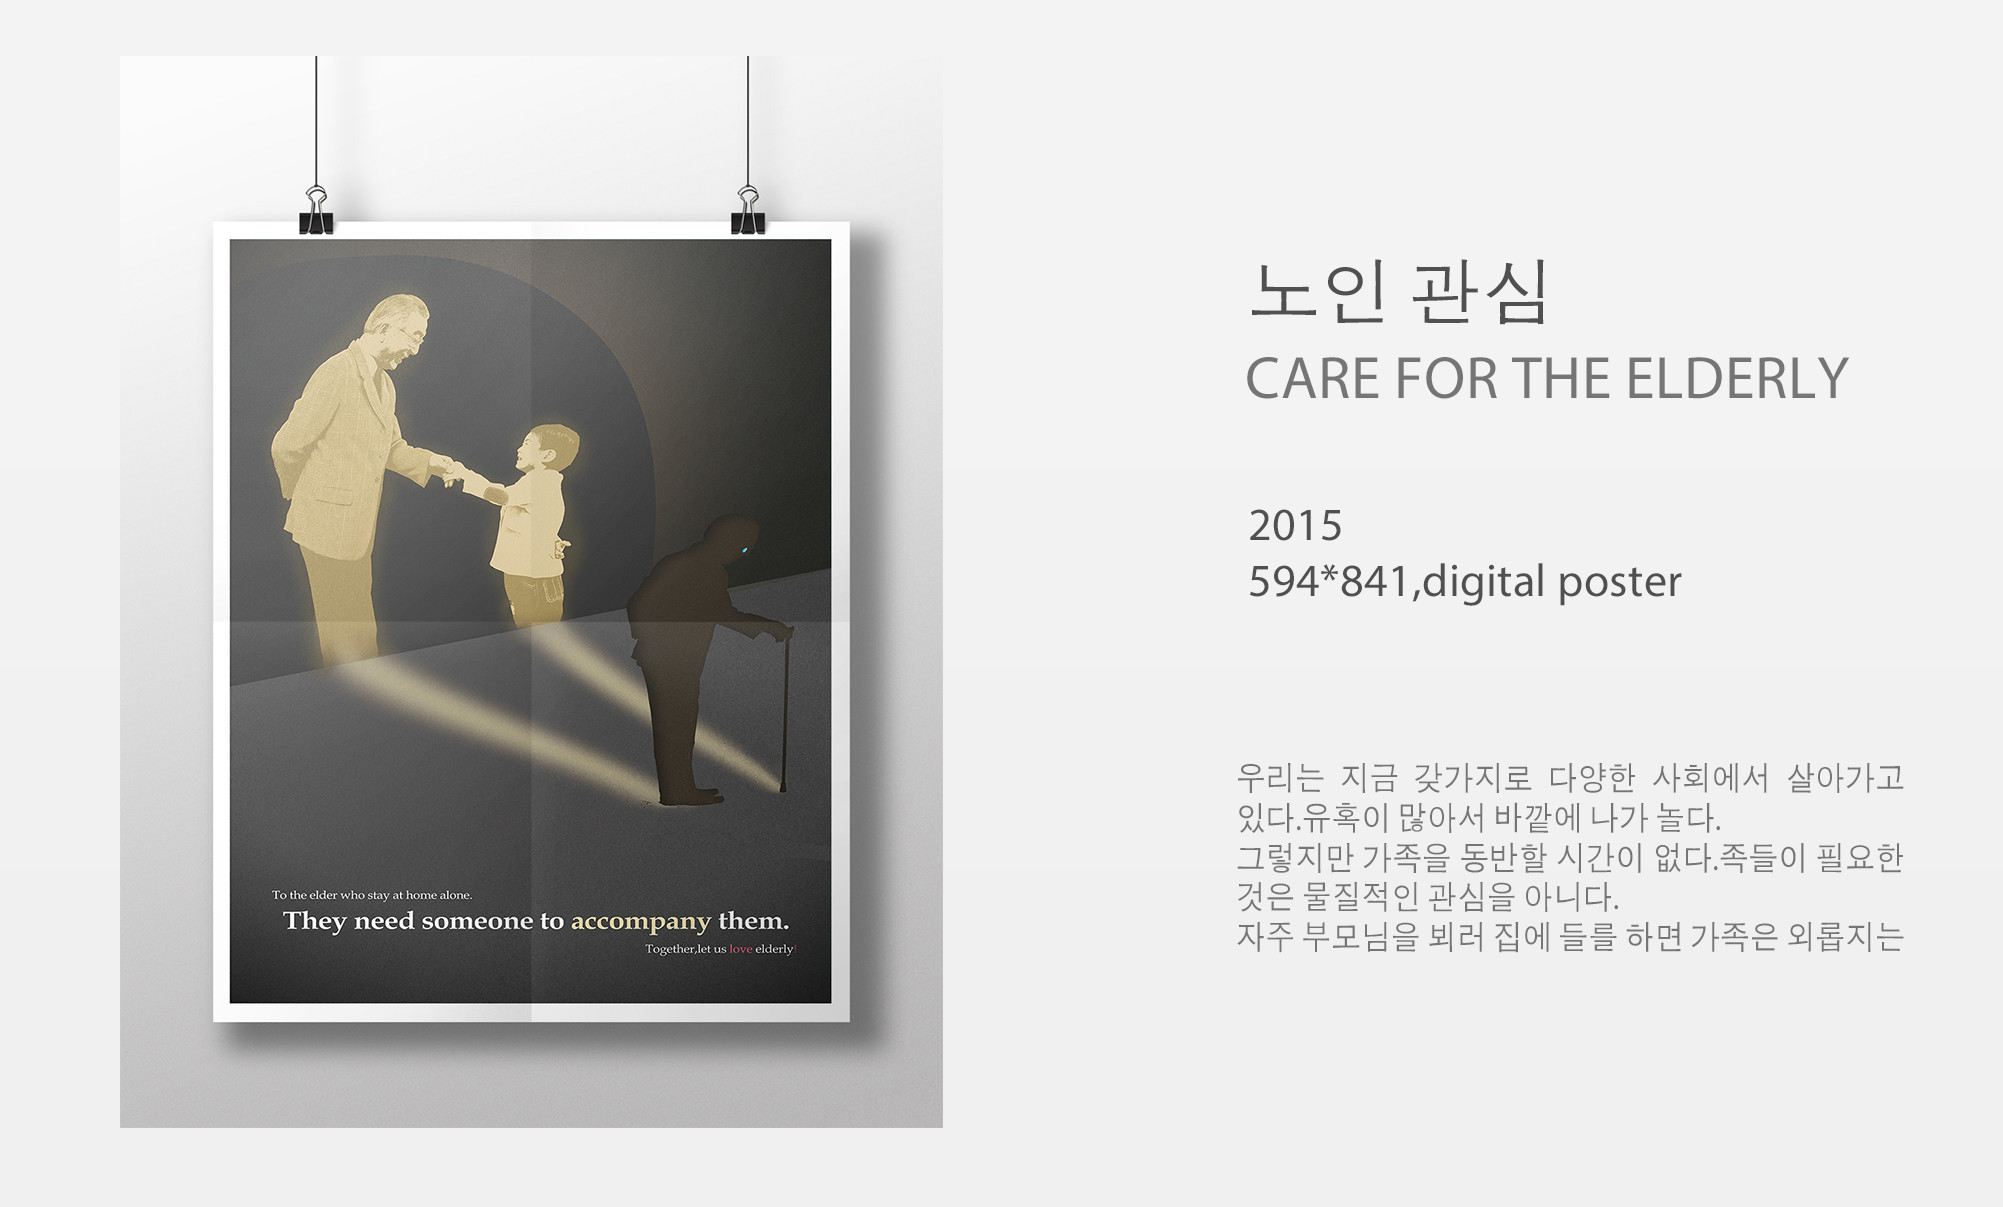 To the elder who stay at home alone.
They need someone to accompany them.
Together,let us love elderly!
노인 관심
CARE FOR THE ELDERLY
2015
594*841,digital poster
우리는 지금 갖가지로 다양한 사회에서 살아가고
있다.유혹이 많아서 바깥에 나가 놀다.
그렇지만 가족을 동반할 시간이 없다.족들이 필요한
것은 물질적인 관심을 아니다.
자주 부모님을 뵈러 집에 들를 하면 가족은 외롭지는